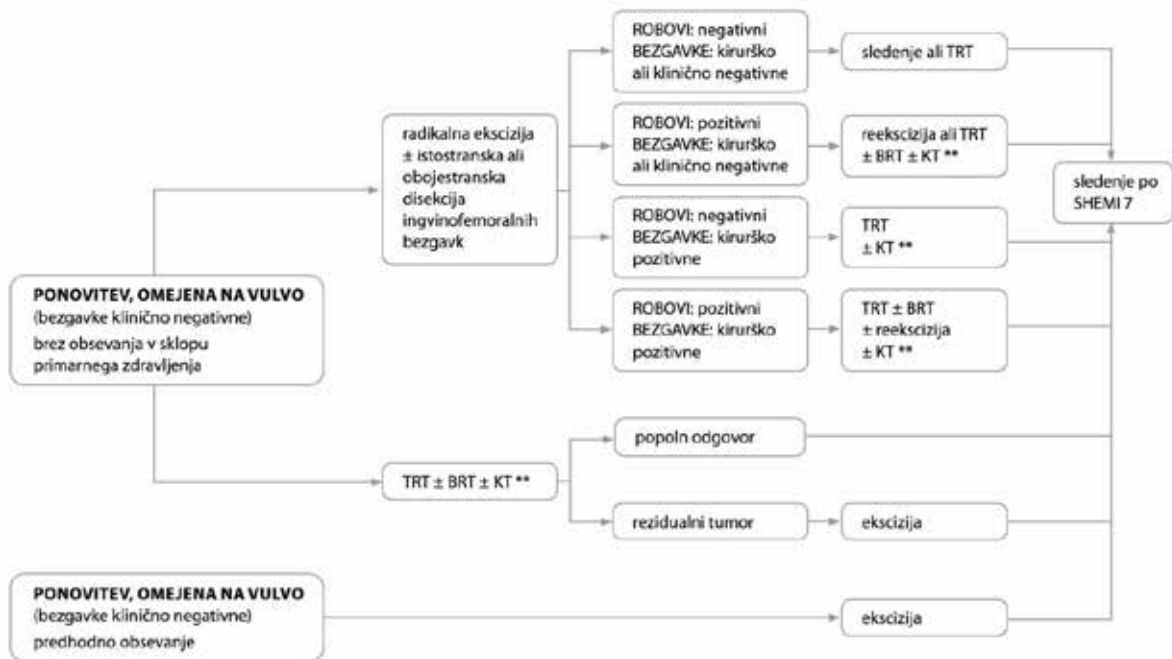 PONOVITEV, OMEJENA NA VULVO
(bezgavke klinično negativne)
brez obsevanja v sklopu
primarnega zdravljenja
radikalna ekscizija
± istostranska ali
obojestranska
disekcija
ingvinofemoralnih
bezgavk
ROBOVI: negativni
BEZGAVKE: kirurško
ali klinično negativne
sledenje ali TRT
ROBOVI: pozitivni
BEZGAVKE: kirurško
ali klinično negativne
reekscizija ali TRT
± BRT ± KT **
ROBOVI: negativni
BEZGAVKE: kirurško
pozitivne
TRT
± KT **
ROBOVI: pozitivni
BEZGAVKE: kirurško
pozitivne
TRT ± BRT
± reekscizija
± KT **
sledenje po
SHEMI 7
TRT ± BRT ± KT **
popoln odgovor
rezidualni tumor
ekscizija
PONOVITEV, OMEJENA NA VULVO
(bezgavke klinično negativne)
predhodno obsevanje
ekscizija